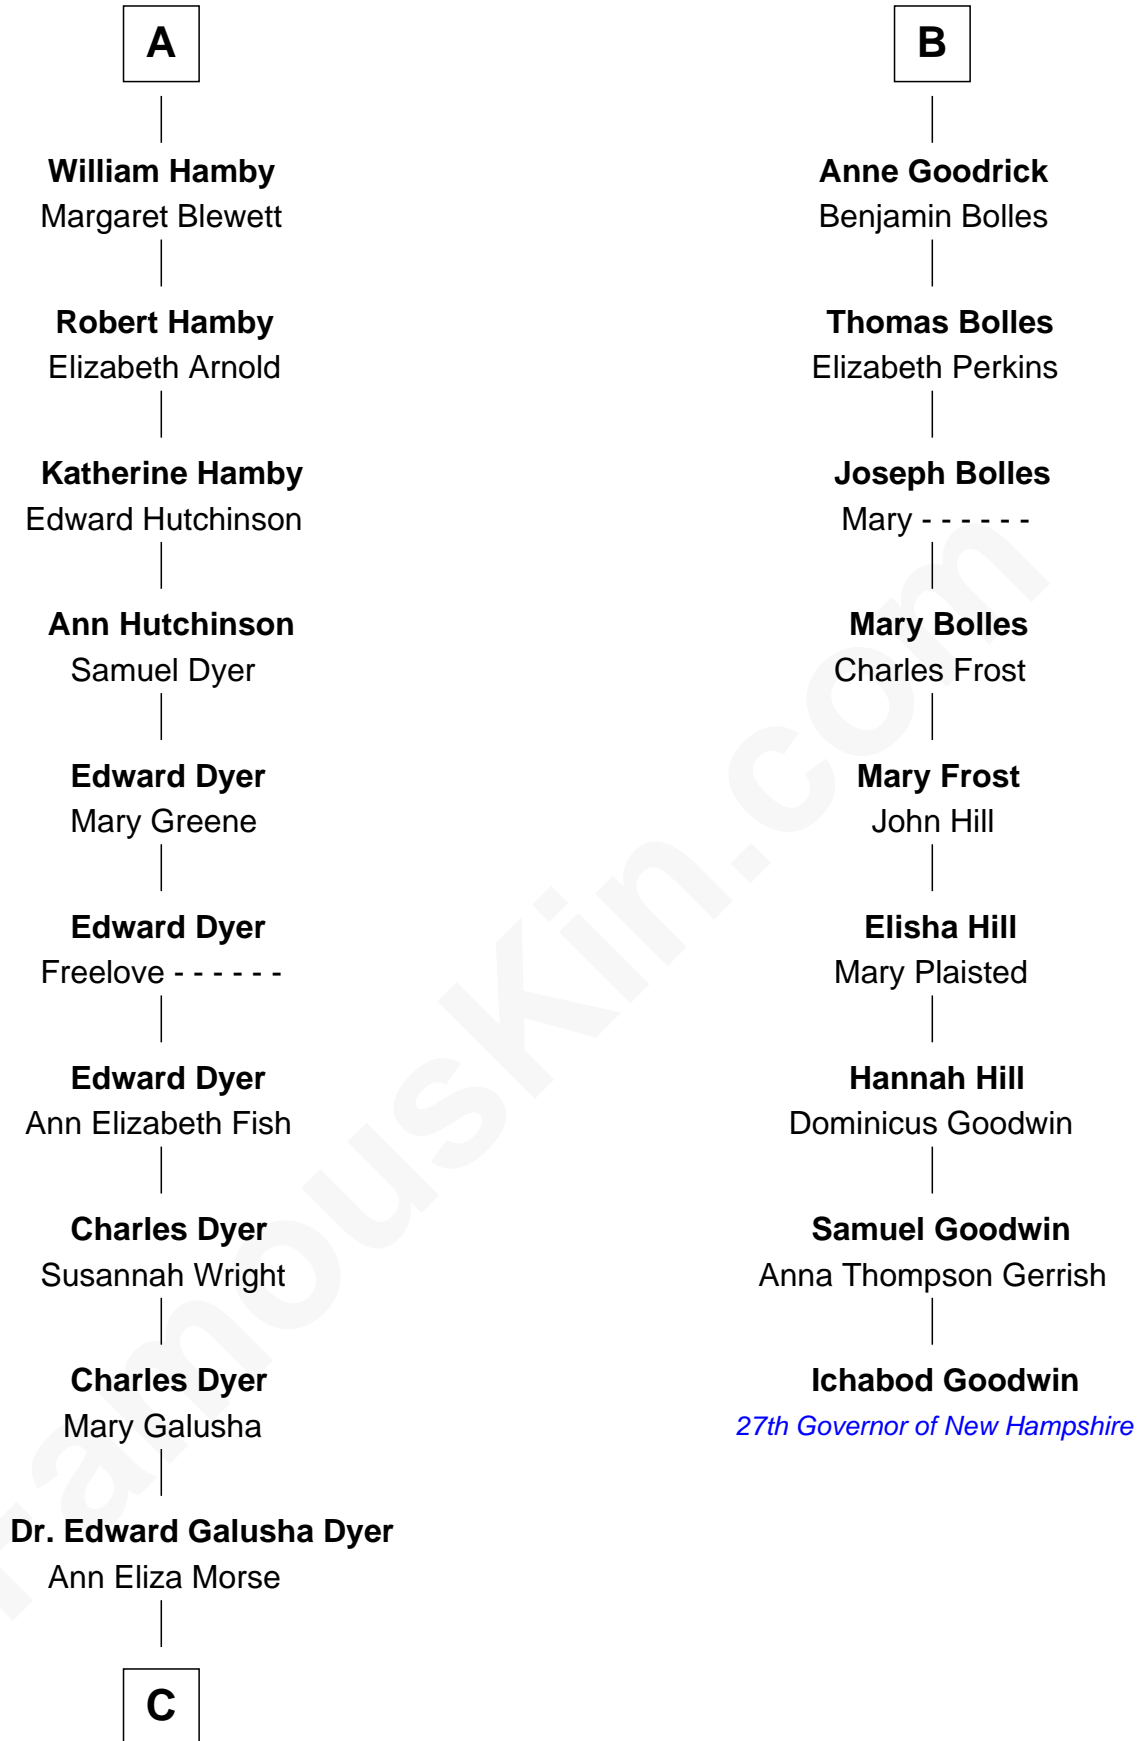 A
William Hamby
Margaret Blewett
Robert Hamby
Elizabeth Arnold
Katherine Hamby
Edward Hutchinson
Ann Hutchinson
Samuel Dyer
Edward Dyer
Mary Greene
Edward Dyer
Freelove - - - - - -
Edward Dyer
Ann Elizabeth Fish
Charles Dyer
Susannah Wright
Charles Dyer
Mary Galusha
Dr. Edward Galusha Dyer
Ann Eliza Morse
C
B
Anne Goodrick
Benjamin Bolles
Thomas Bolles
Elizabeth Perkins
Joseph Bolles
Mary - - - - - -
Mary Bolles
Charles Frost
Mary Frost
John Hill
Elisha Hill
Mary Plaisted
Hannah Hill
Dominicus Goodwin
Samuel Goodwin
Anna Thompson Gerrish
Ichabod Goodwin
27th Governor of New Hampshire
FamousKin.com